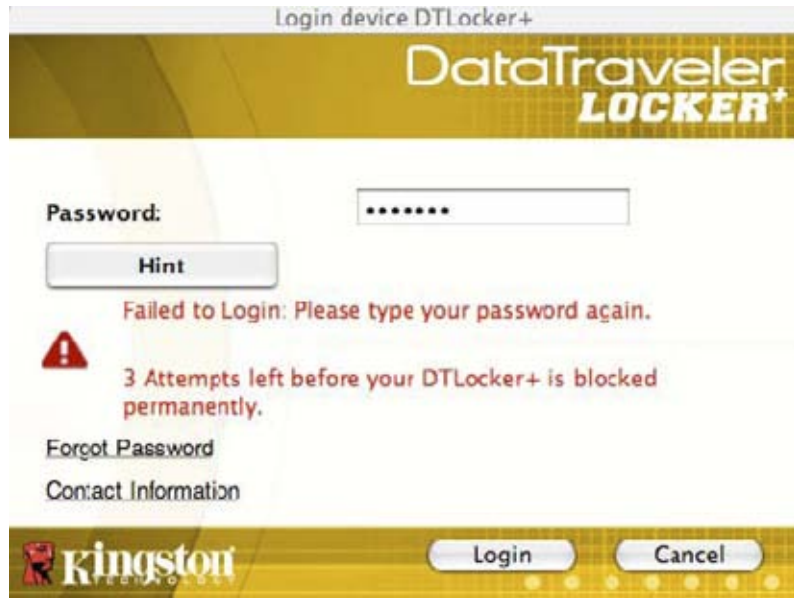 Login device DTLocker+
DataTraveler
LOCKER+
Password:
•••••••
Hint
Failed to Login: Please type your password again.
3 Attempts left before your DTLocker+ is blocked
permanently.
Forgot Password
Contact Information
Kingston
TECHNOLOGY
Login
Cancel